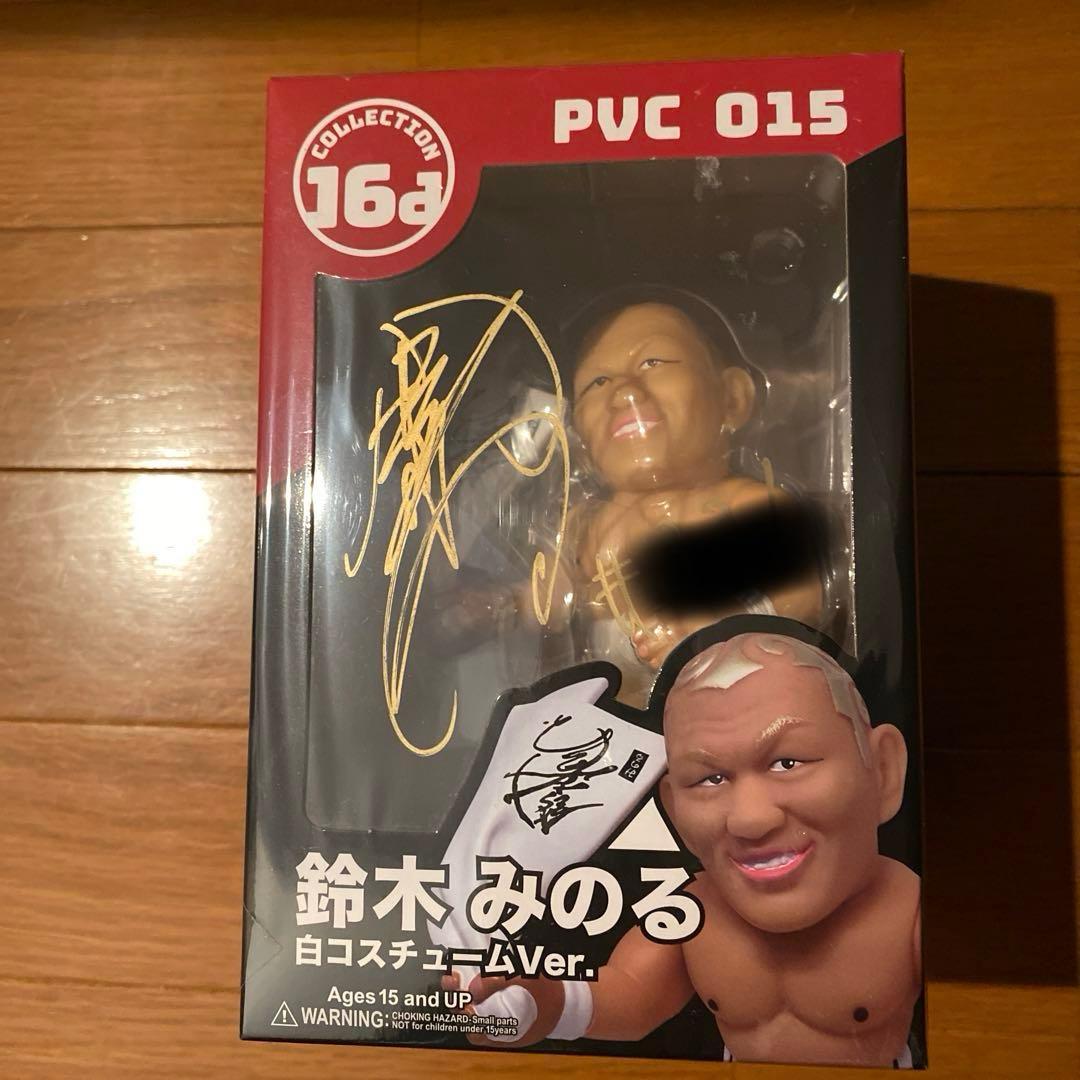 COLLECTION
16d
PVC 015
#
鈴木 みのる
白コスチュームVer.
Ages 15 and UP
WARNING: CHOKING HAZARD-Small parts
NOT for children under 15years